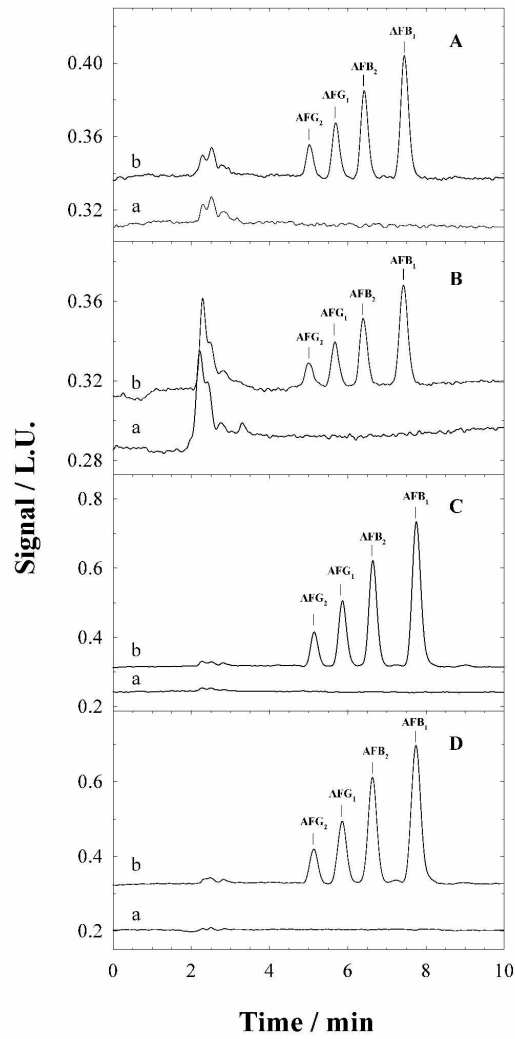 A
AFB₁
0.40
AFB₂
AFG₁
AFG₂
0.36
b
a
0.32
B
AFB₁
0.36
AFB₂
AFG₁
AFG₂
b
0.32
a
0.28
Signal / L.U.
C
AFB₁
0.8
AFB₂
AFG₁
0.6
AFG₂
b
0.4
a
0.2
D
AFB₁
AFB₂
0.6
AFG₁
AFG₂
b
0.4
a
0.2
0 2 4 6 8 10
Time / min